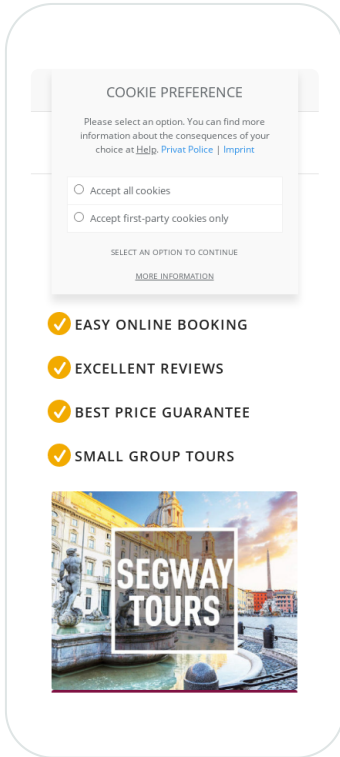 COOKIE PREFERENCE
Please select an option. You can find more
information about the consequences of your
choice at Help. Privat Police | Imprint
Accept all cookies
Accept first-party cookies only
SELECT AN OPTION TO CONTINUE
MORE INFORMATION
EASY ONLINE BOOKING
EXCELLENT REVIEWS
BEST PRICE GUARANTEE
SMALL GROUP TOURS
SEGWAY
TOURS